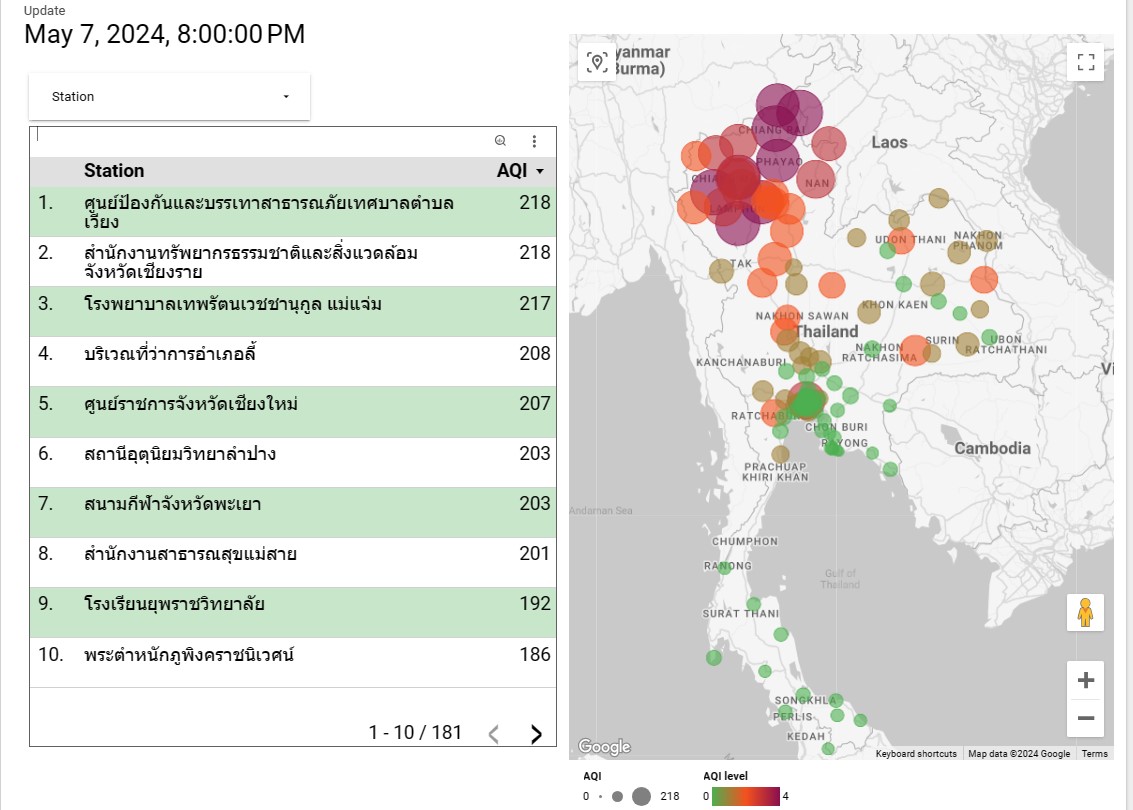 Update
May 7, 2024, 8:00:00 PM
Station
Station AQI
1. ศูนย์ป้องกันและบรรเทาสาธารณภัยเทศบาลตำบล 218
เวียง
2. สำนักงานทรัพยากรธรรมชาติและสิ่งแวดล้อม 218
จังหวัดเชียงราย
3. โรงพยาบาลเทพรัตนเวชชานุกูล แม่แจ่ม 217
4. บริเวณที่ว่าการอำเภอลี้ 208
5. ศูนย์ราชการจังหวัดเชียงใหม่ 207
6. สถานีอุตุนิยมวิทยาลำปาง 203
7. สนามกีฬาจังหวัดพะเยา 203
8. สำนักงานสาธารณสุขแม่สาย 201
9. โรงเรียนยุพราชวิทยาลัย 192
10. พระตำหนักภูพิงคราชนิเวศน์ 186
1 - 10 / 181
yanmar
Burma)
CHIANG RAI
Laos
PHAYAO
CHIA
NAN
LAMPHUN
UDON THANI
NAKHON
PHANOM
TAK
KHON KAEN
NAKHON SAWAN
Thailand
NAKHON
RATCHASIMA
SURIN
UBON
RATCHATHANI
KANCHANABURI
Vi
RATCHABURI
CHON BURI
RAYONG
Cambodia
PRACHUAP
KHIRI KHAN
Andaman Sea
CHUMPHON
RANONG
Gulf of
Thailand
SURAT THANI
SONGKHLA
PERLIS
KEDAH
Google
Keyboard shortcuts Map data ©2024 Google Terms
AQI AQI level
0 218 0 4